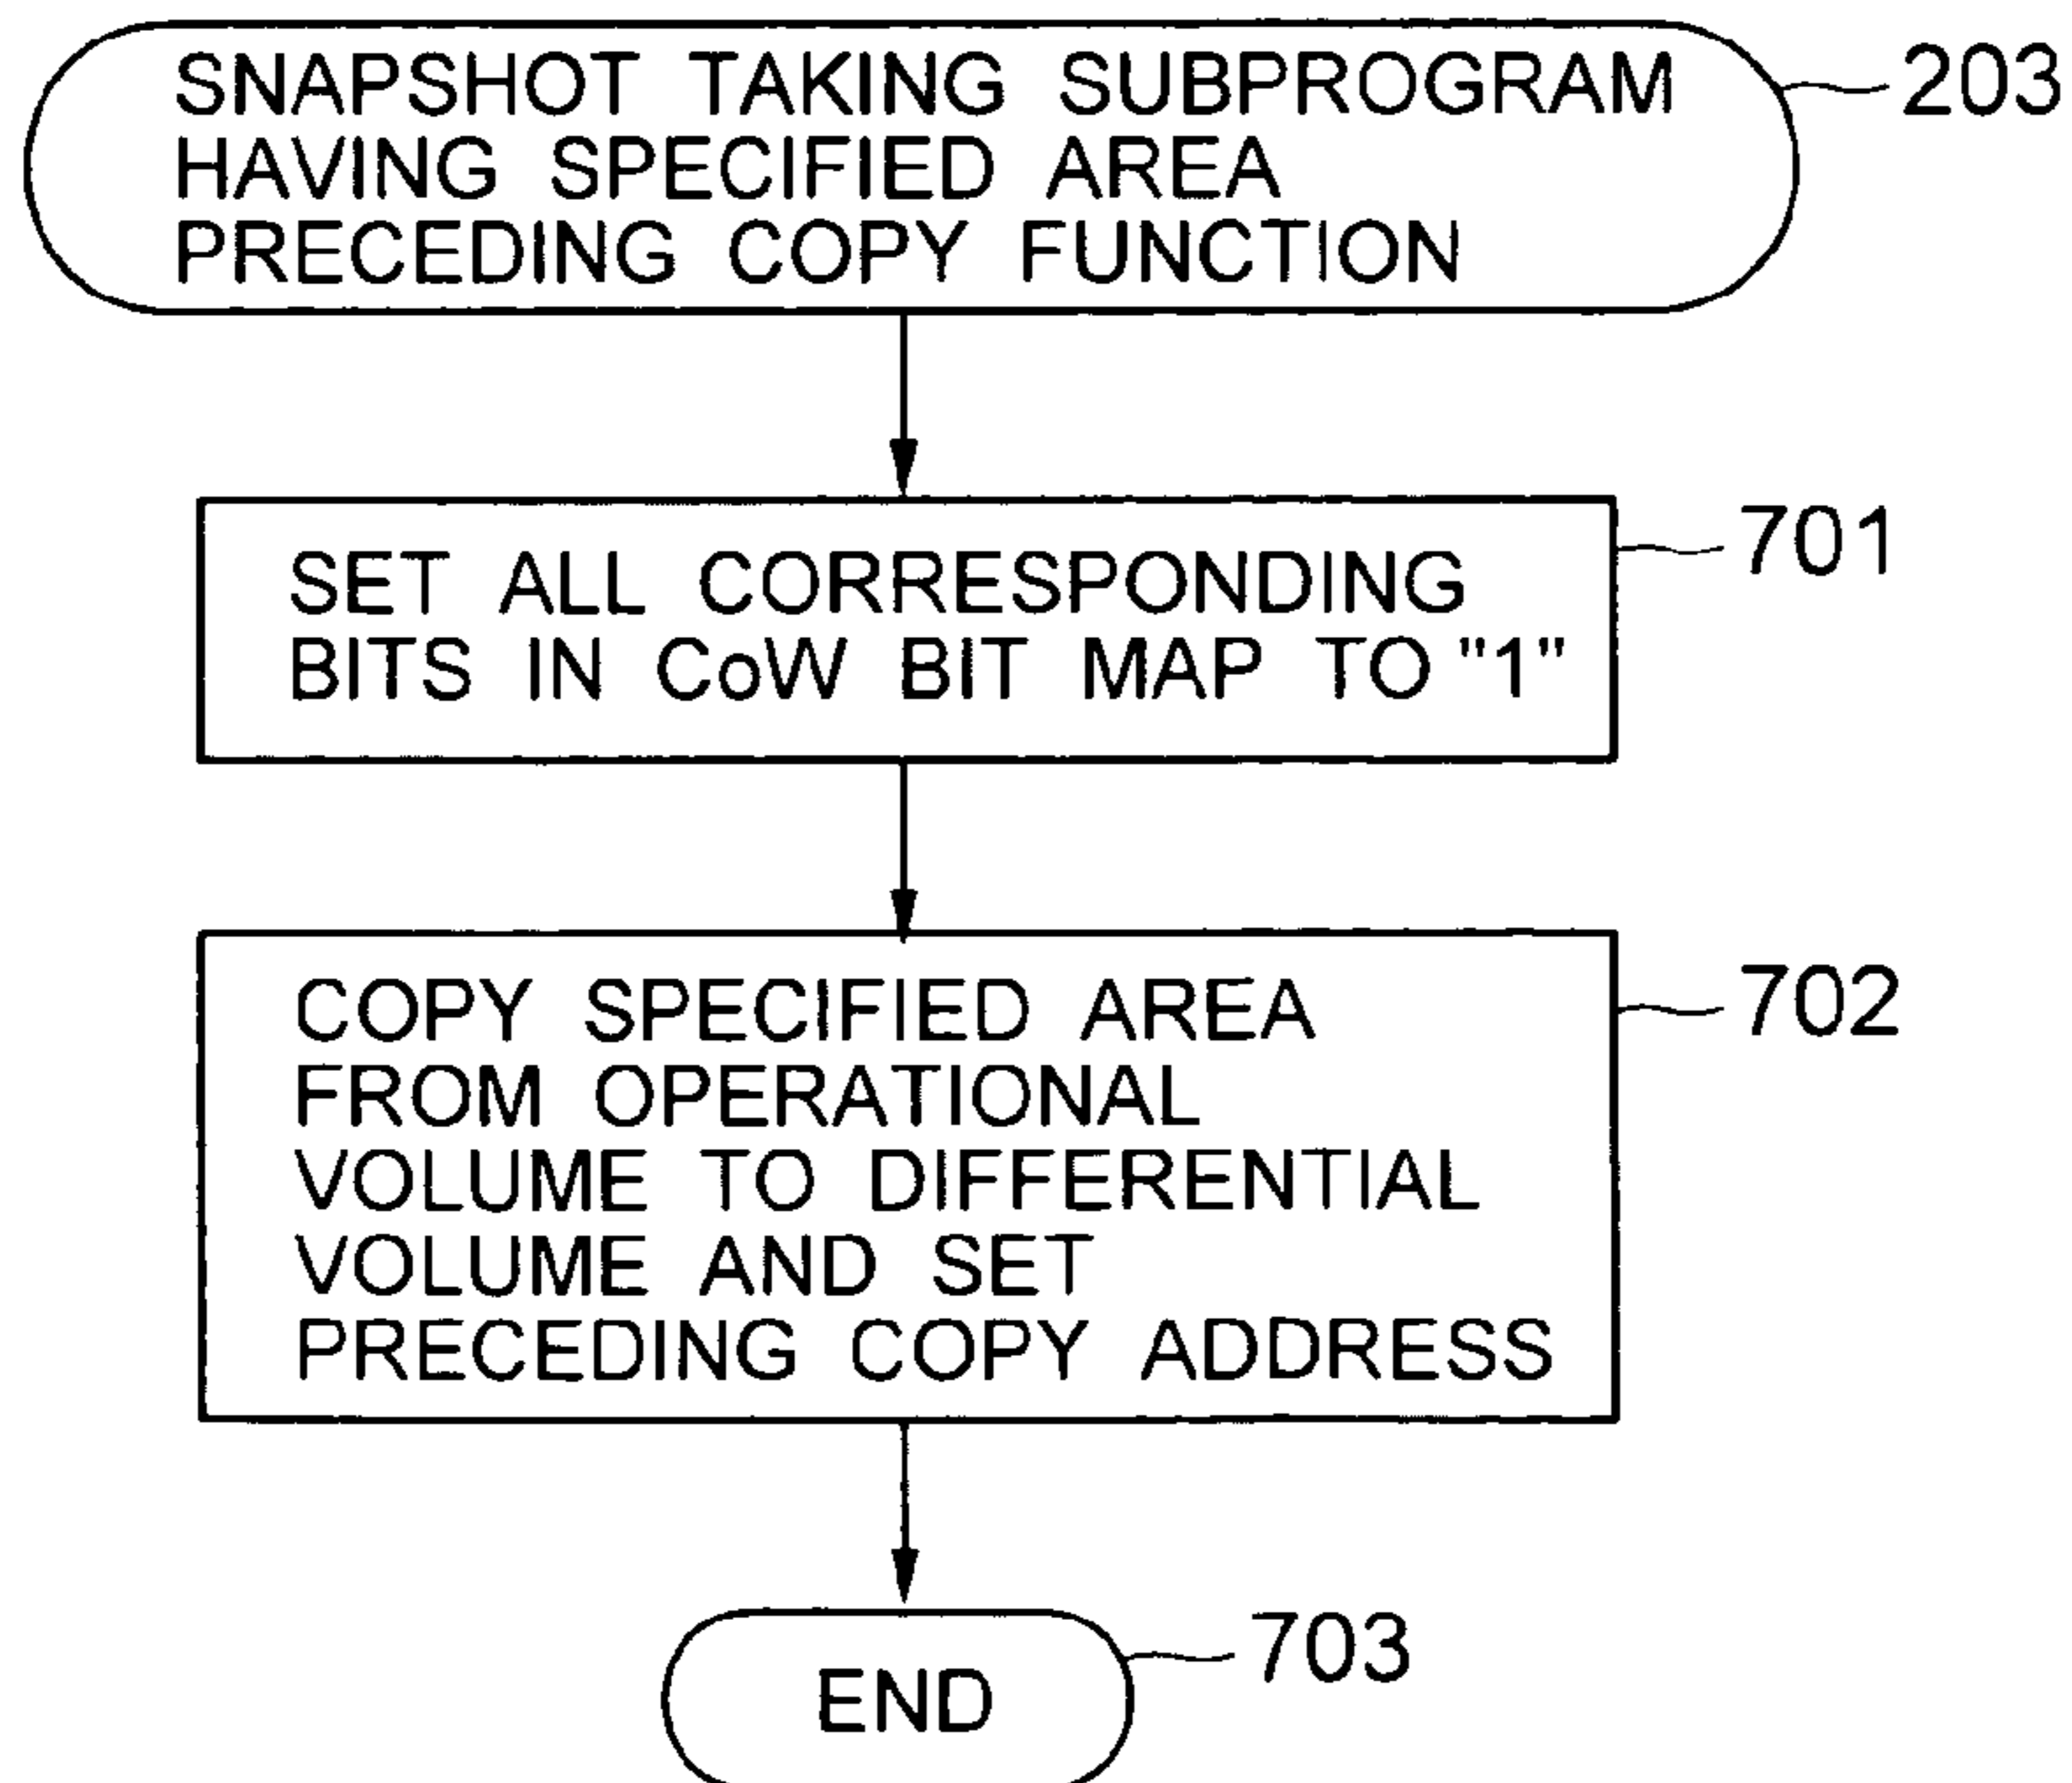 SNAPSHOT TAKING SUBPROGRAM
HAVING SPECIFIED AREA
PRECEDING COPY FUNCTION
203
SET ALL CORRESPONDING
BITS IN CoW BIT MAP TO "1"
701
COPY SPECIFIED AREA
FROM OPERATIONAL
VOLUME TO DIFFERENTIAL
VOLUME AND SET
PRECEDING COPY ADDRESS
702
END
703